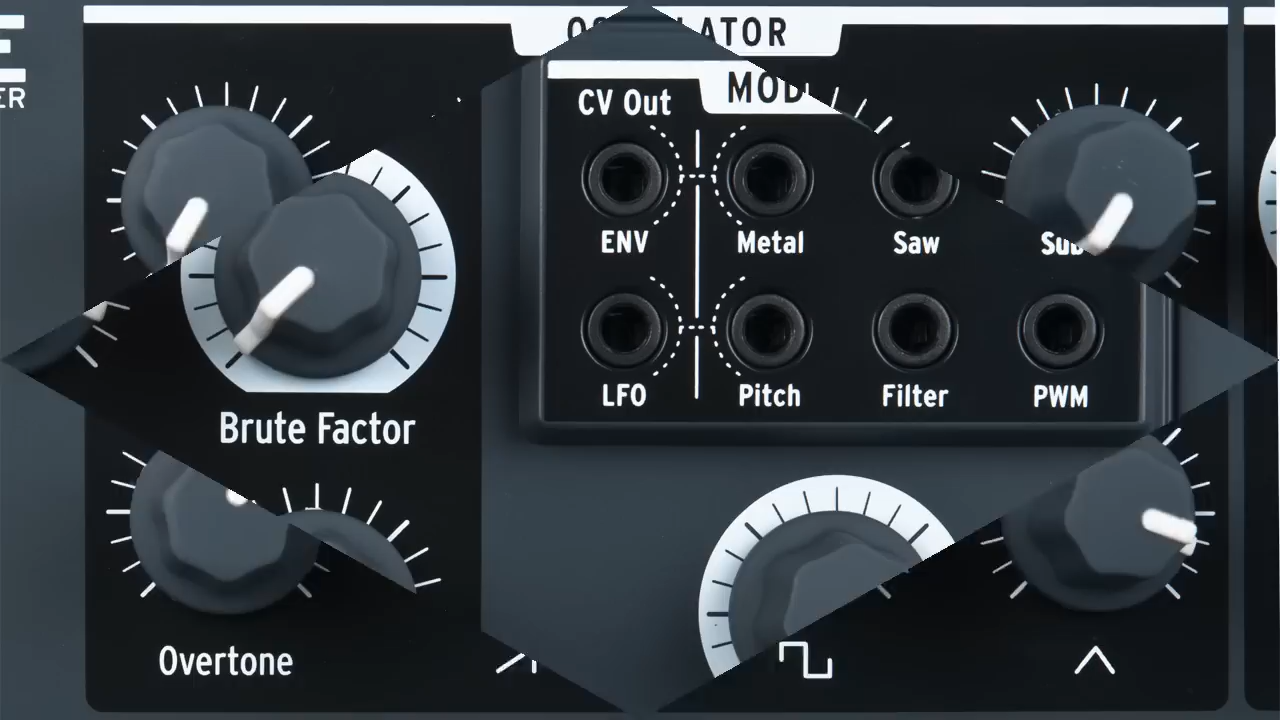 CV Out
ENV
Metal
Saw
LFO
Pitch
Filter
PWM
Brute Factor
Overtone